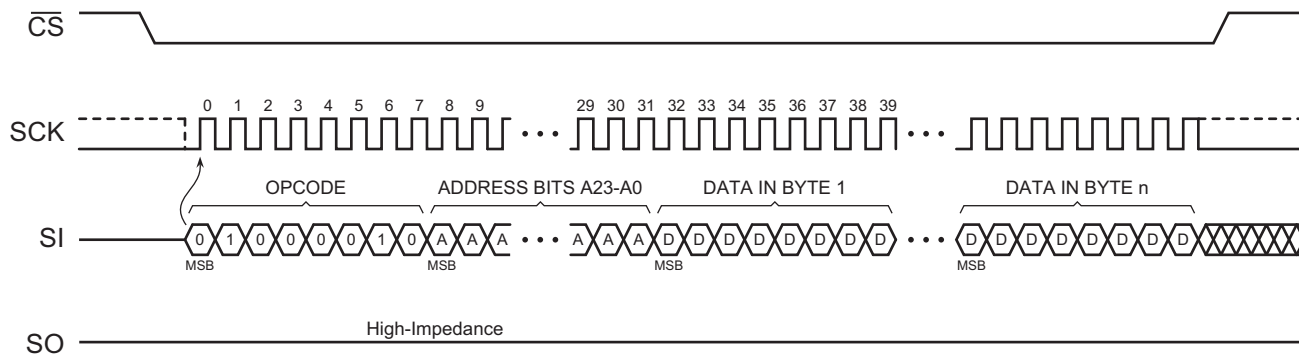 CS
0 1 2 3 4 5 6 7 8 9 29 30 31 32 33 34 35 36 37 38 39
SCK
OPCODE ADDRESS BITS A23-A0 DATA IN BYTE 1 DATA IN BYTE n
SI 0 1 0 0 0 0 1 0 A A A A A A D D D D D D D D D D D D D D D D
MSB MSB MSB MSB
High-Impedance
SO